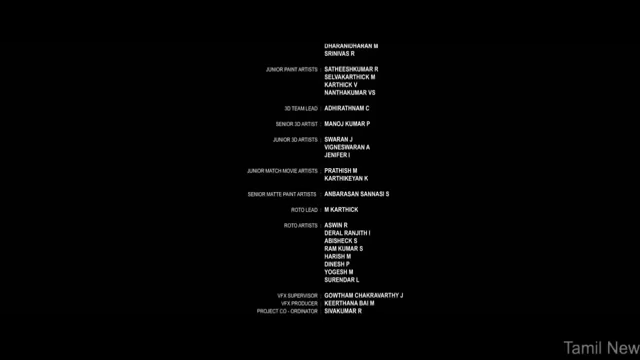 DHARANIDHARAN M
SRINIVAS R
JUNIOR PAINT ARTISTS : SATHEESHKUMAR R
SELVAKARTHICK M
KARTHICK V
NANTHAKUMAR VS
3D TEAM LEAD : ADHIRATHNAM C
SENIOR 3D ARTIST : MANOJ KUMAR P
JUNIOR 3D ARTISTS : SWARAN J
VIGNESWARAN A
JENIFER I
JUNIOR MATCH MOVIE ARTISTS : PRATHISH M
KARTHIKEYAN K
SENIOR MATTE PAINT ARTISTS : ANBARASAN SANNASI S
ROTO LEAD : M KARTHICK
ROTO ARTISTS : ASWIN R
DERAL RANJITH I
ABISHECK S
RAM KUMAR S
HARISH M
DINESH P
YOGESH M
SURENDAR L
VFX SUPERVISOR : GOWTHAM CHAKRAVARTHY J
VFX PRODUCER : KEERTHANA BAI M
PROJECT CO - ORDINATOR : SIVAKUMAR R
Tamil New